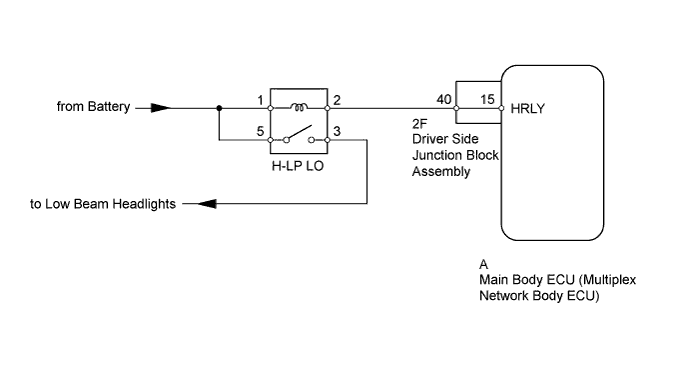 1
2
40
15
from Battery
HRLY
5
3
2F
Driver Side
Junction Block
Assembly
H-LP LO
to Low Beam Headlights
A
Main Body ECU (Multiplex
Network Body ECU)